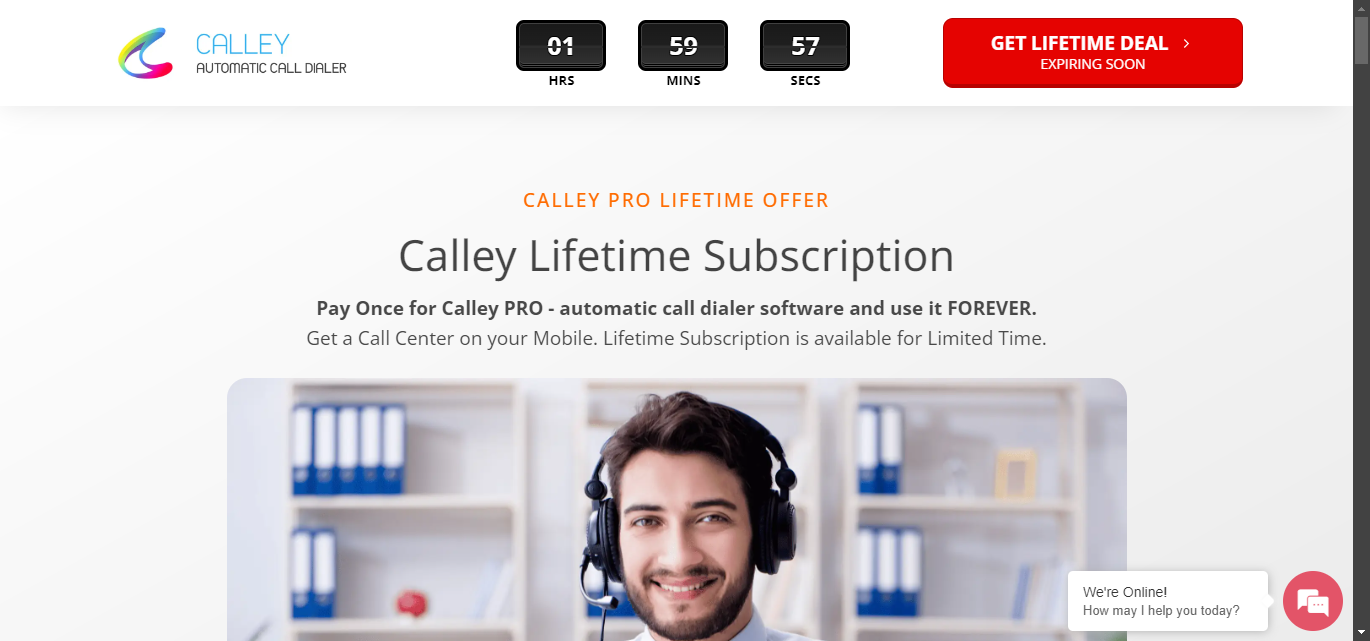 CALLEY
AUTOMATIC CALL DIALER
01
HRS
59
MINS
57
SECS
GET LIFETIME DEAL
EXPIRING SOON
CALLEY PRO LIFETIME OFFER
Calley Lifetime Subscription
Pay Once for Calley PRO - automatic call dialer software and use it FOREVER.
Get a Call Center on your Mobile. Lifetime Subscription is available for Limited Time.
We're Online!
How may I help you today?